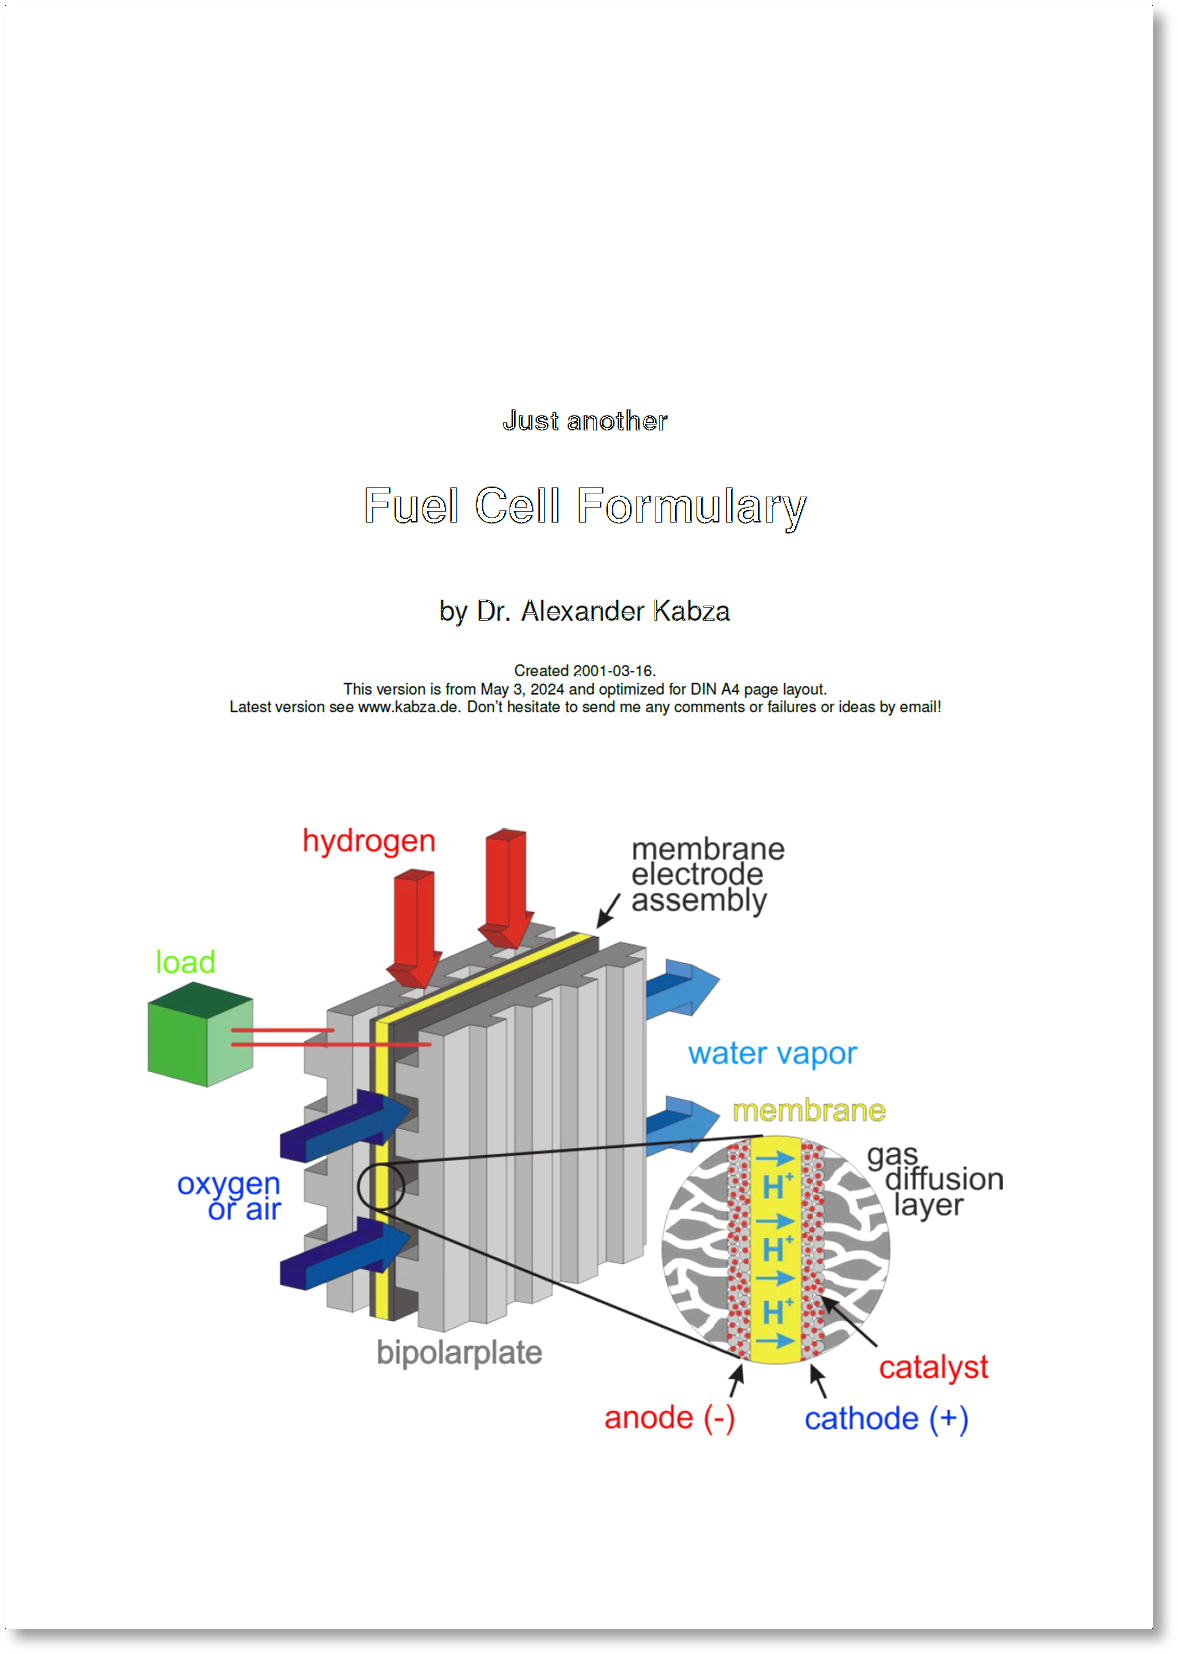 Just another
Fuel Cell Formulary
by Dr. Alexander Kabza
Created 2001-03-16.
This version is from May 3, 2024 and optimized for DIN A4 page layout.
Latest version see www.kabza.de. Don't hesitate to send me any comments or failures or ideas by email!
hydrogen
membrane
electrode
assembly
load
water vapor
membrane
gas
diffusion
layer
oxygen
or air
H+
H+
H+
bipolarplate
catalyst
anode (-)
cathode (+)